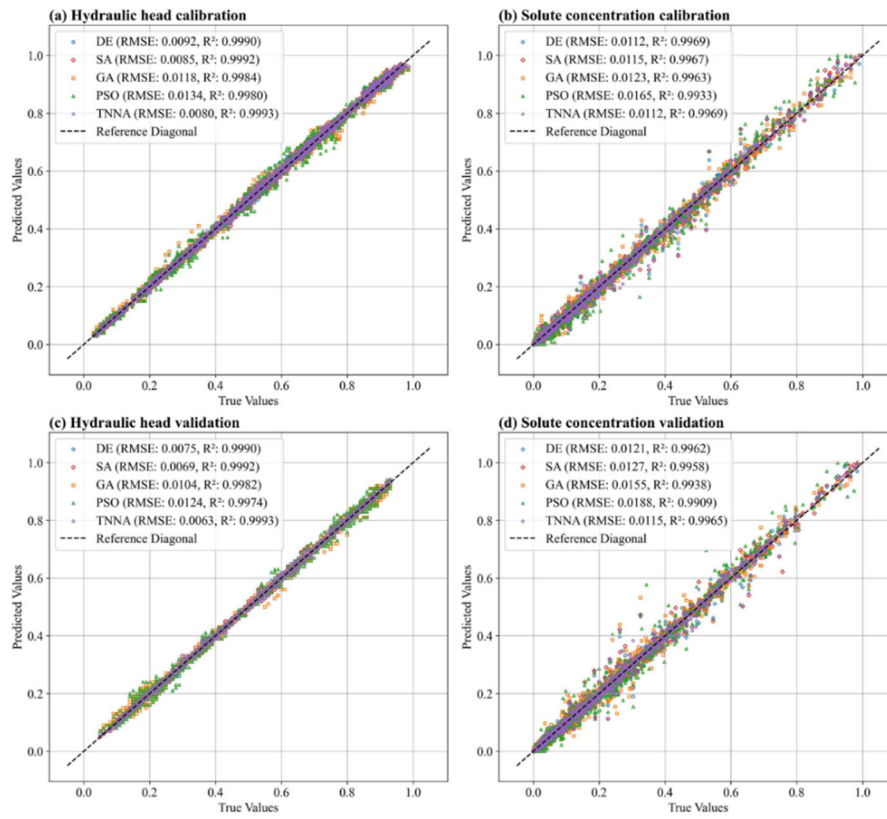 (a) Hydraulic head calibration
DE (RMSE: 0.0092, R²: 0.9990)
SA (RMSE: 0.0085, R²: 0.9992)
GA (RMSE: 0.0118, R²: 0.9984)
PSO (RMSE: 0.0134, R²: 0.9980)
TNNA (RMSE: 0.0080, R²: 0.9993)
Reference Diagonal
1.0
0.8
0.6
0.4
0.2
0.0
Predicted Values
0.0 0.2 0.4 0.6 0.8 1.0
True Values
(b) Solute concentration calibration
DE (RMSE: 0.0112, R²: 0.9969)
SA (RMSE: 0.0115, R²: 0.9967)
GA (RMSE: 0.0123, R²: 0.9963)
PSO (RMSE: 0.0165, R²: 0.9933)
TNNA (RMSE: 0.0112, R²: 0.9969)
Reference Diagonal
1.0
0.8
0.6
0.4
0.2
0.0
Predicted Values
0.0 0.2 0.4 0.6 0.8 1.0
True Values
(c) Hydraulic head validation
DE (RMSE: 0.0075, R²: 0.9990)
SA (RMSE: 0.0069, R²: 0.9992)
GA (RMSE: 0.0104, R²: 0.9982)
PSO (RMSE: 0.0124, R²: 0.9974)
TNNA (RMSE: 0.0063, R²: 0.9993)
Reference Diagonal
1.0
0.8
0.6
0.4
0.2
0.0
Predicted Values
0.0 0.2 0.4 0.6 0.8 1.0
True Values
(d) Solute concentration validation
DE (RMSE: 0.0121, R²: 0.9962)
SA (RMSE: 0.0127, R²: 0.9958)
GA (RMSE: 0.0155, R²: 0.9938)
PSO (RMSE: 0.0188, R²: 0.9909)
TNNA (RMSE: 0.0115, R²: 0.9965)
Reference Diagonal
1.0
0.8
0.6
0.4
0.2
0.0
Predicted Values
0.0 0.2 0.4 0.6 0.8 1.0
True Values